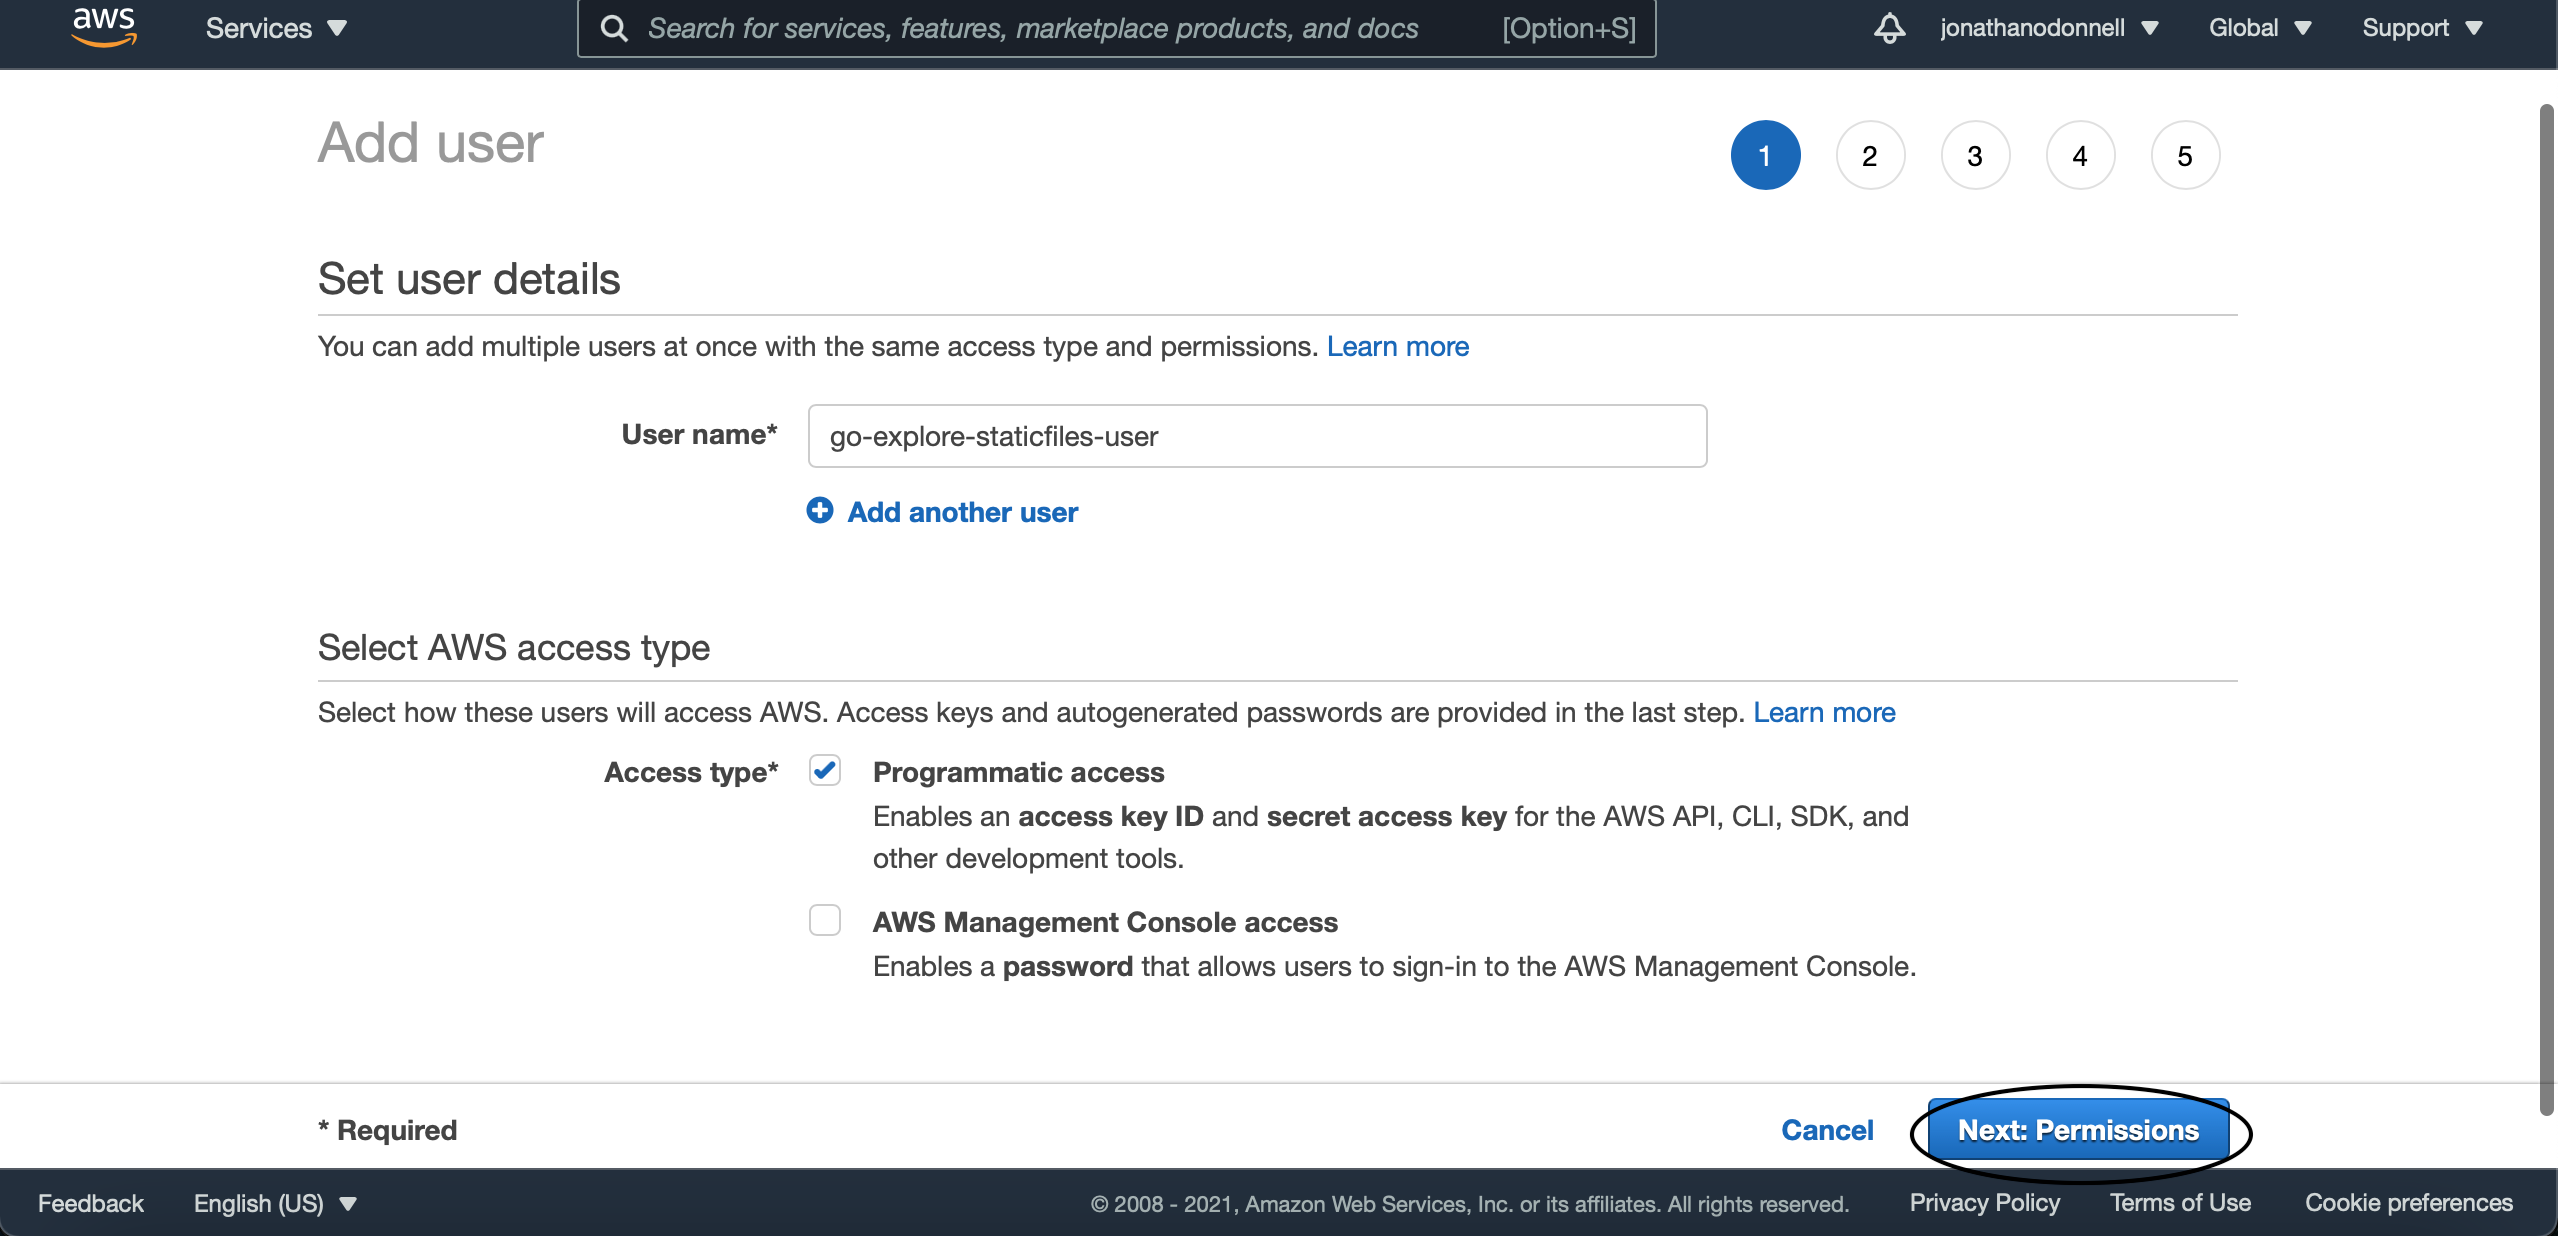 aws Services Search for services, features, marketplace products, and docs [Option+S] jonathanodonnell Global Support
Add user
1 2 3 4 5
Set user details
You can add multiple users at once with the same access type and permissions. Learn more
User name* go-explore-staticfiles-user
Add another user
Select AWS access type
Select how these users will access AWS. Access keys and autogenerated passwords are provided in the last step. Learn more
Access type* Programmatic access
Enables an access key ID and secret access key for the AWS API, CLI, SDK, and
other development tools.
AWS Management Console access
Enables a password that allows users to sign-in to the AWS Management Console.
* Required Cancel Next: Permissions
Feedback English (US) © 2008 - 2021, Amazon Web Services, Inc. or its affiliates. All rights reserved. Privacy Policy Terms of Use Cookie preferences